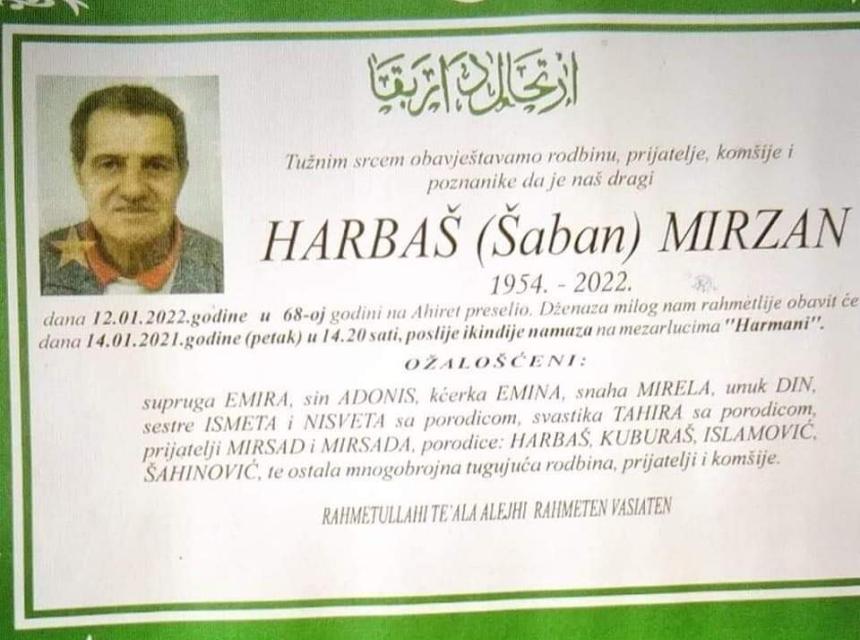 ارتحال دار بقا
Tužnim srcem obavještavamo rodbinu, prijatelje, komšije i
poznanike da je naš dragi
HARBAŠ (Šaban) MIRZAN
1954. - 2022.
dana 12.01.2022.godine u 68-oj godini na Ahiret preselio. Dženaza milog nam rahmetlije obavit će
dana 14.01.2021.godine (petak) u 14.20 sati, poslije ikindije namaza na mezarlucima "Harmani".
OŽALOŠĆENI:
supruga EMIRA, sin ADONIS, kćerka EMINA, snaha MIRELA, unuk DIN,
sestre ISMETA i NISVETA sa porodicom, svastika TAHIRA sa porodicom,
prijatelji MIRSAD i MIRSADA, porodice: HARBAŠ, KUBURAŠ, ISLAMOVIĆ,
ŠAHINOVIĆ, te ostala mnogobrojna tugujuća rodbina, prijatelji i komšije.
RAHMETULLAHI TE'ALA ALEJHI RAHMETEN VASIATEN